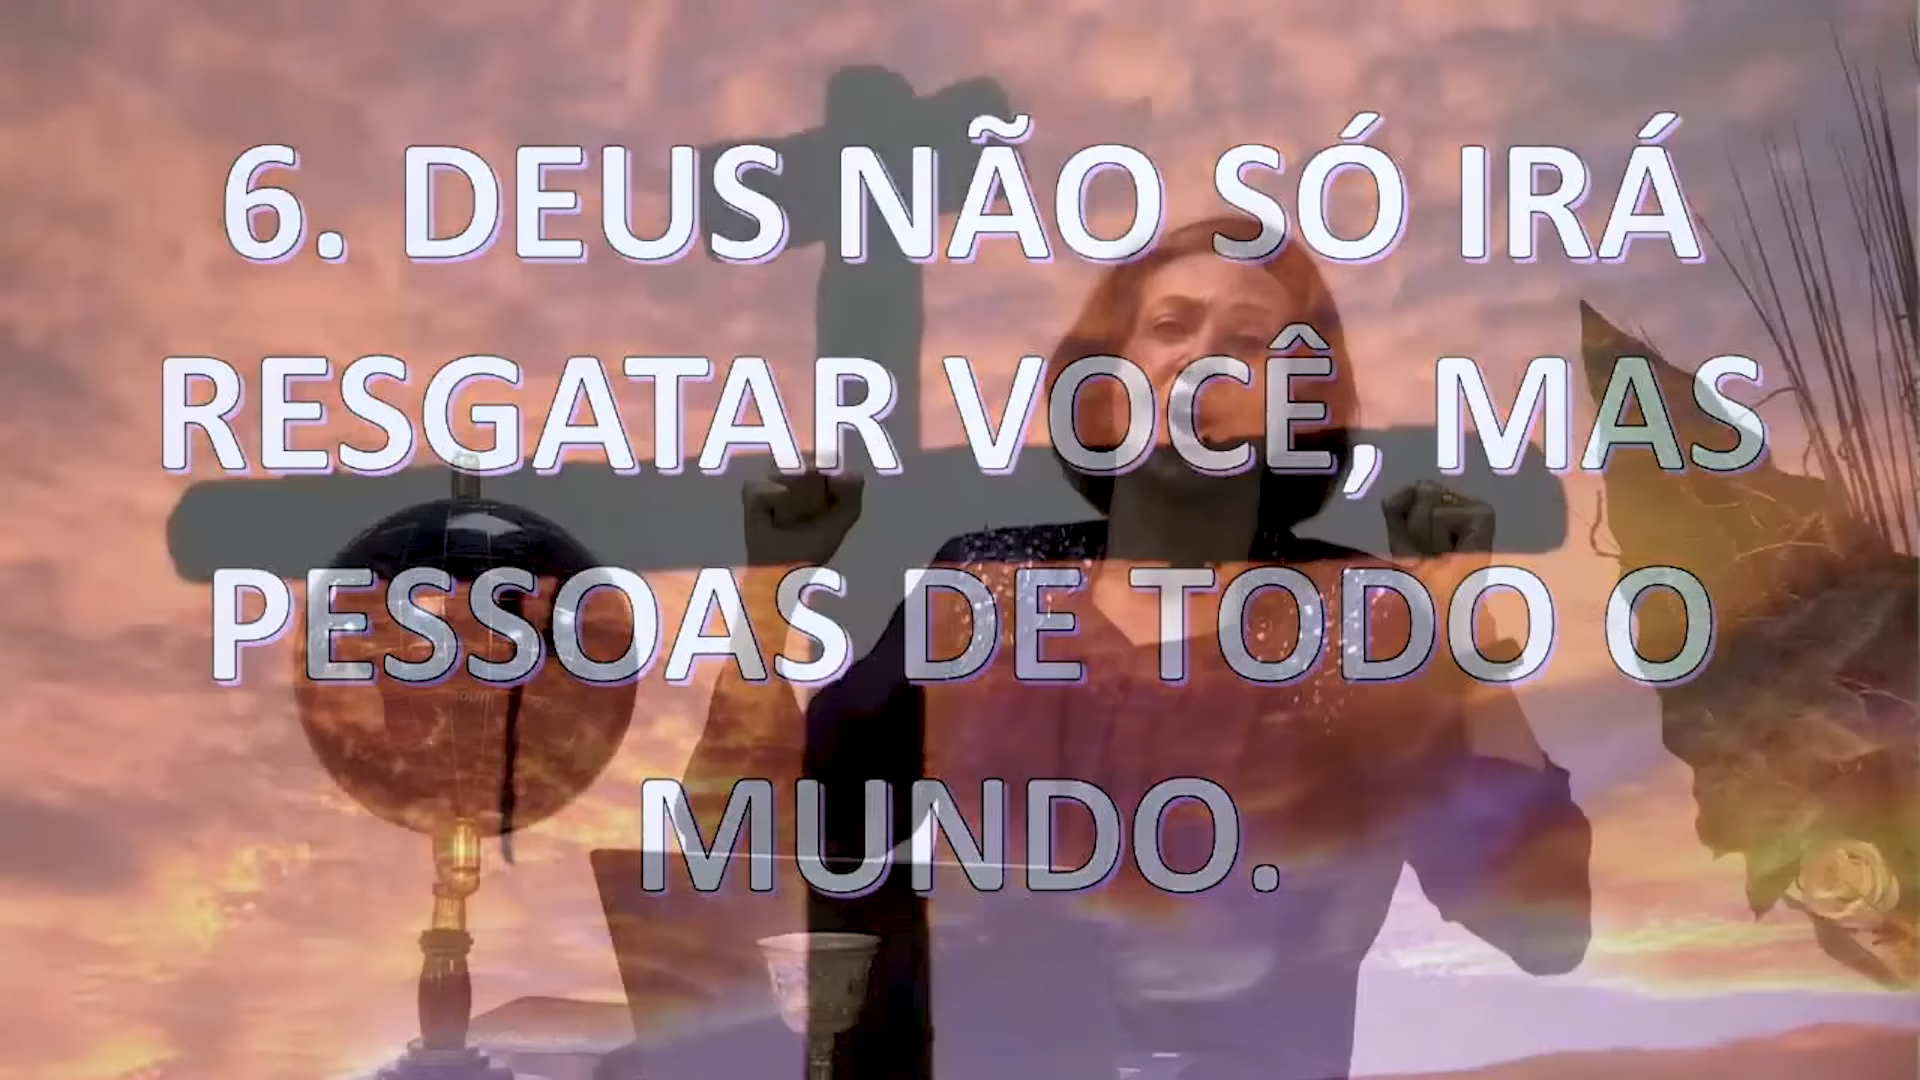 6. DEUS NÃO SÓ IRÁ
RESGATAR VOCÊ, MAS
PESSOAS DE TODO O
MUNDO.